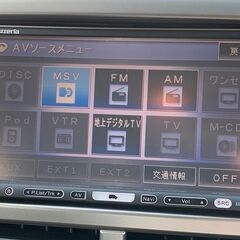 AVソースメニュー
DISC MSV FM AM ワンセ
iPod VTR 地上デジタルTV TV M-CD
AUX EXT1 EXT2 交通情報 OFF
P.List/Trk AV Navi Vol SRC